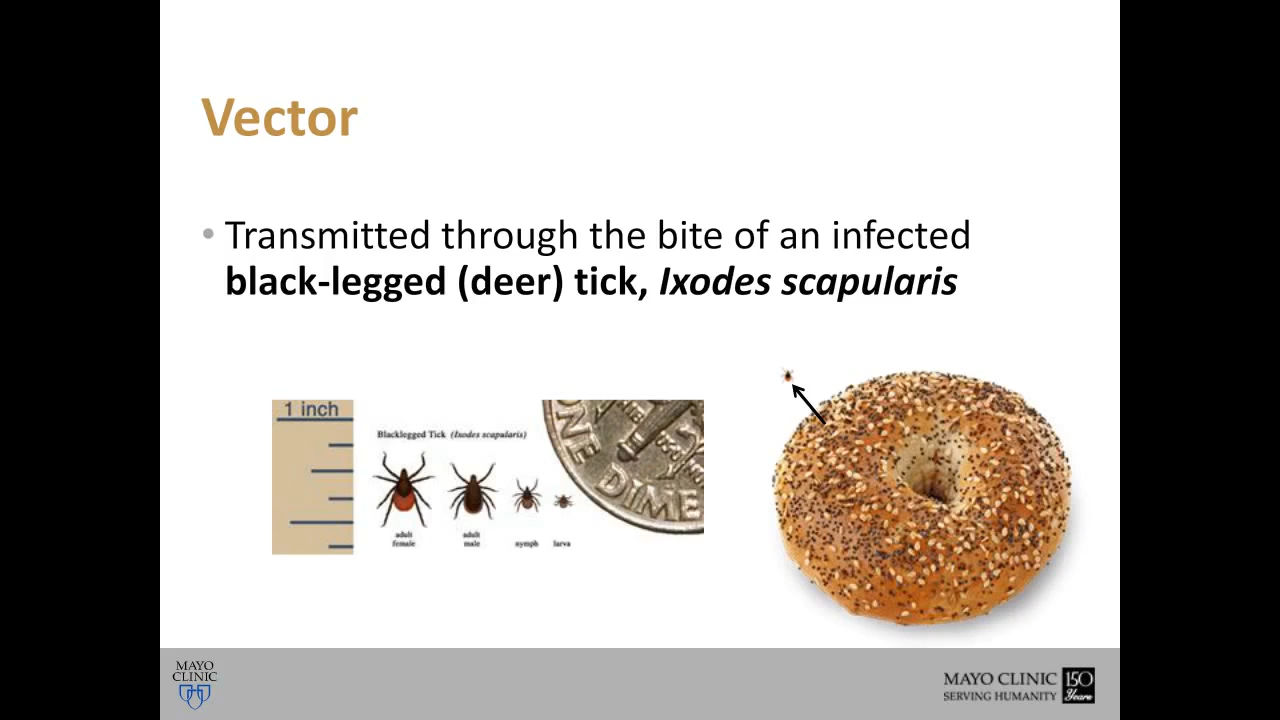 Vector
• Transmitted through the bite of an infected
black-legged (deer) tick, Ixodes scapularis
1 inch
Blacklegged Tick (Ixodes scapularis)
adult
female
adult
male
nymph
larva
ONE DIME
MAYO
CLINIC
MAYO CLINIC
SERVING HUMANITY
150
Years